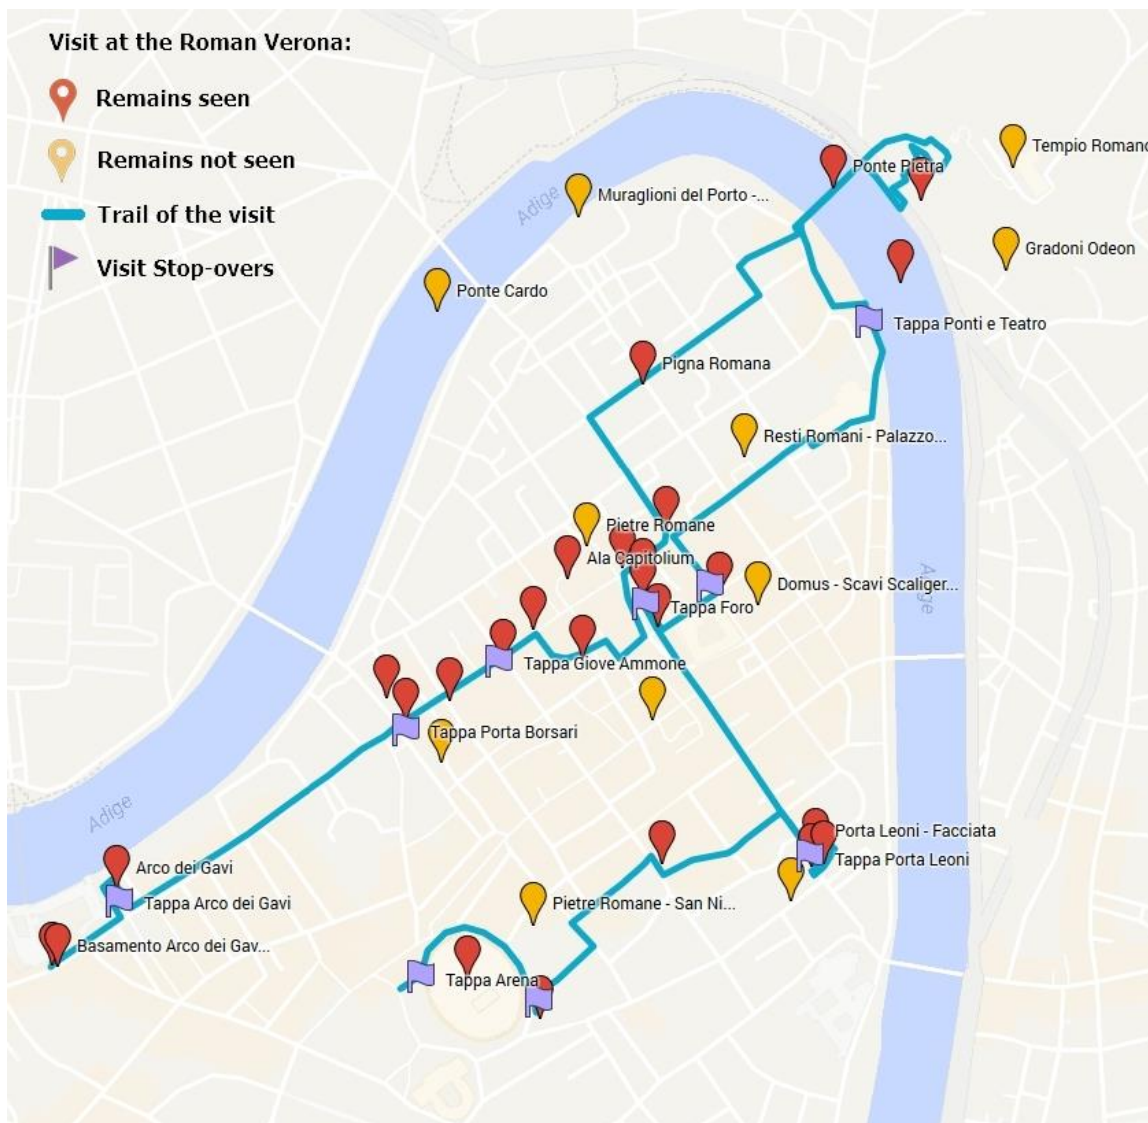 Visit at the Roman Verona:
Remains seen
Remains not seen
Trail of the visit
Visit Stop-overs
Tempio Romano
Ponte Pietra
Adige
Muraglioni del Porto -...
Gradoni Odeon
Ponte Cardo
Tappa Ponti e Teatro
Pigna Romana
Resti Romani - Palazzo...
Pietre Romane
Ala Capitolium
Adige
Domus - Scavi Scaliger...
Tappa Foro
Tappa Giove Ammone
Tappa Porta Borsari
Adige
Porta Leoni - Facciata
Tappa Porta Leoni
Arco dei Gavi
Tappa Arco dei Gavi
Pietre Romane - San Ni...
Basamento Arco dei Gav...
Tappa Arena